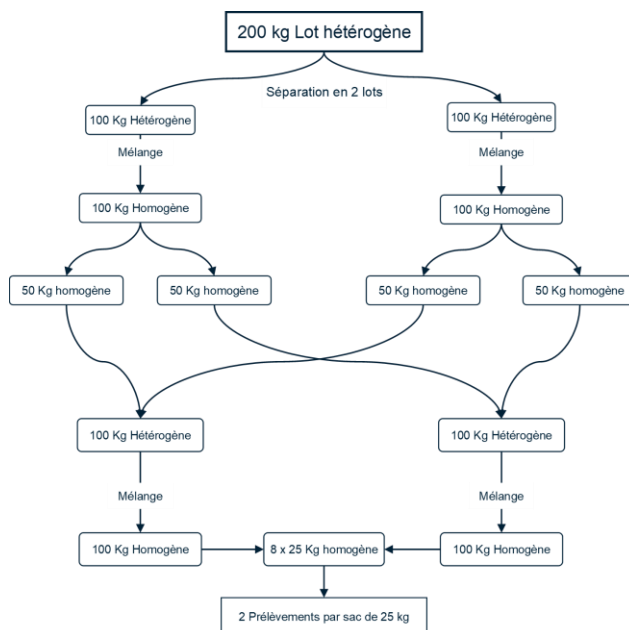 200 kg Lot hétérogène
Séparation en 2 lots
100 Kg Hétérogène
100 Kg Hétérogène
Mélange
Mélange
100 Kg Homogène
100 Kg Homogène
50 Kg homogène
50 Kg homogène
50 Kg homogène
50 Kg homogène
100 Kg Hétérogène
100 Kg Hétérogène
Mélange
Mélange
100 Kg Homogène
8 x 25 Kg homogène
100 Kg Homogène
2 Prélèvements par sac de 25 kg